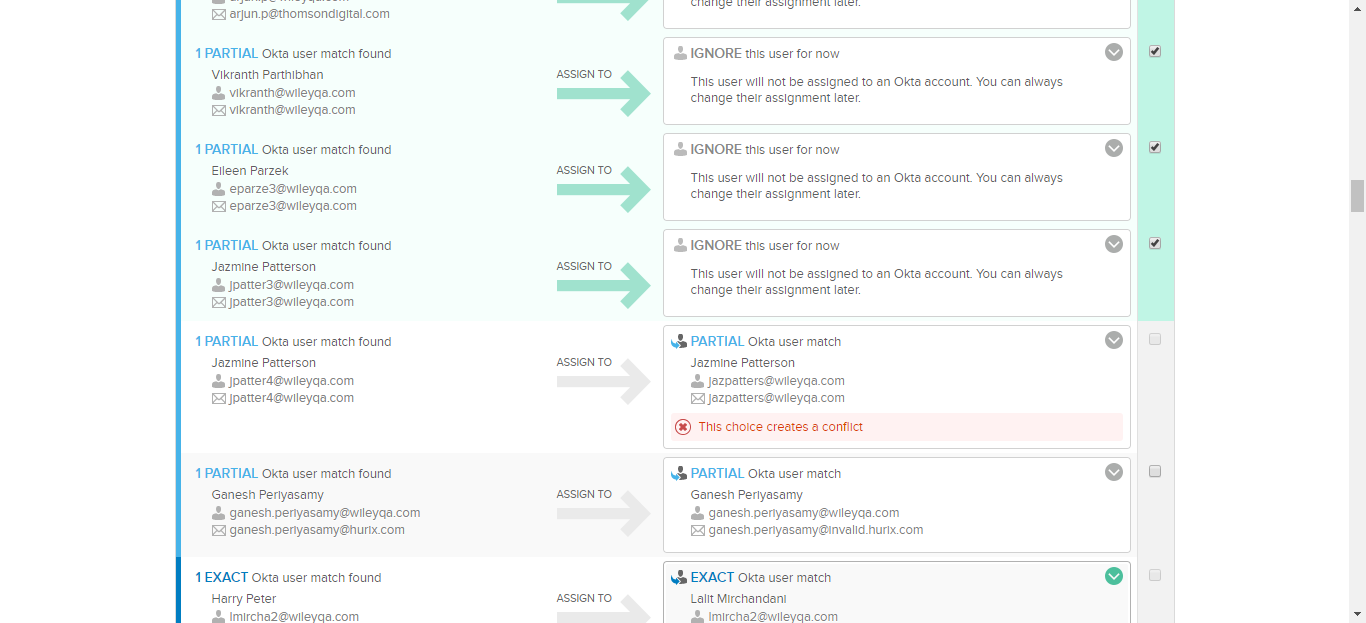 arjun.p@thomsondigital.com
change their assignment later.
1 PARTIAL Okta user match found
Vikranth Parthibhan
vikranth@wileyqa.com
vikranth@wileyqa.com
ASSIGN TO
IGNORE this user for now
This user will not be assigned to an Okta account. You can always
change their assignment later.
1 PARTIAL Okta user match found
Eileen Parzek
eparze3@wileyqa.com
eparze3@wileyqa.com
ASSIGN TO
IGNORE this user for now
This user will not be assigned to an Okta account. You can always
change their assignment later.
1 PARTIAL Okta user match found
Jazmine Patterson
jpatter3@wileyqa.com
jpatter3@wileyqa.com
ASSIGN TO
IGNORE this user for now
This user will not be assigned to an Okta account. You can always
change their assignment later.
1 PARTIAL Okta user match found
Jazmine Patterson
jpatter4@wileyqa.com
jpatter4@wileyqa.com
ASSIGN TO
PARTIAL Okta user match
Jazmine Patterson
jazpatters@wileyqa.com
jazpatters@wileyqa.com
This choice creates a conflict
1 PARTIAL Okta user match found
Ganesh Periyasamy
ganesh.periyasamy@wileyqa.com
ganesh.periyasamy@hurix.com
ASSIGN TO
PARTIAL Okta user match
Ganesh Periyasamy
ganesh.periyasamy@wileyqa.com
ganesh.periyasamy@invalid.hurix.com
1 EXACT Okta user match found
Harry Peter
lmircha2@wileyqa.com
ASSIGN TO
EXACT Okta user match
Lalit Mirchandani
lmircha2@wileyqa.com